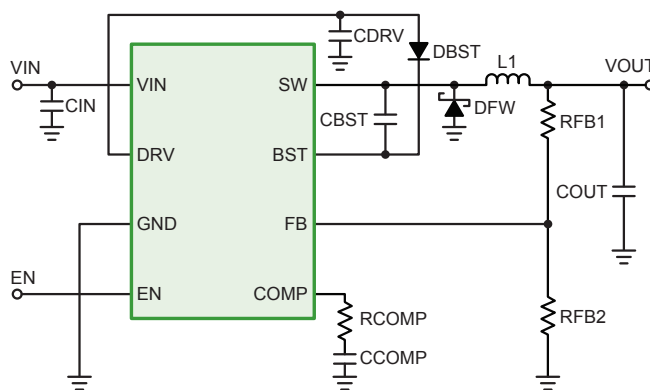 CDRV
DBST
VIN
VIN
SW
L1
VOUT
CIN
CBST
DFW
RFB1
DRV
BST
COUT
GND
FB
EN
EN
COMP
RCOMP
RFB2
CCOMP